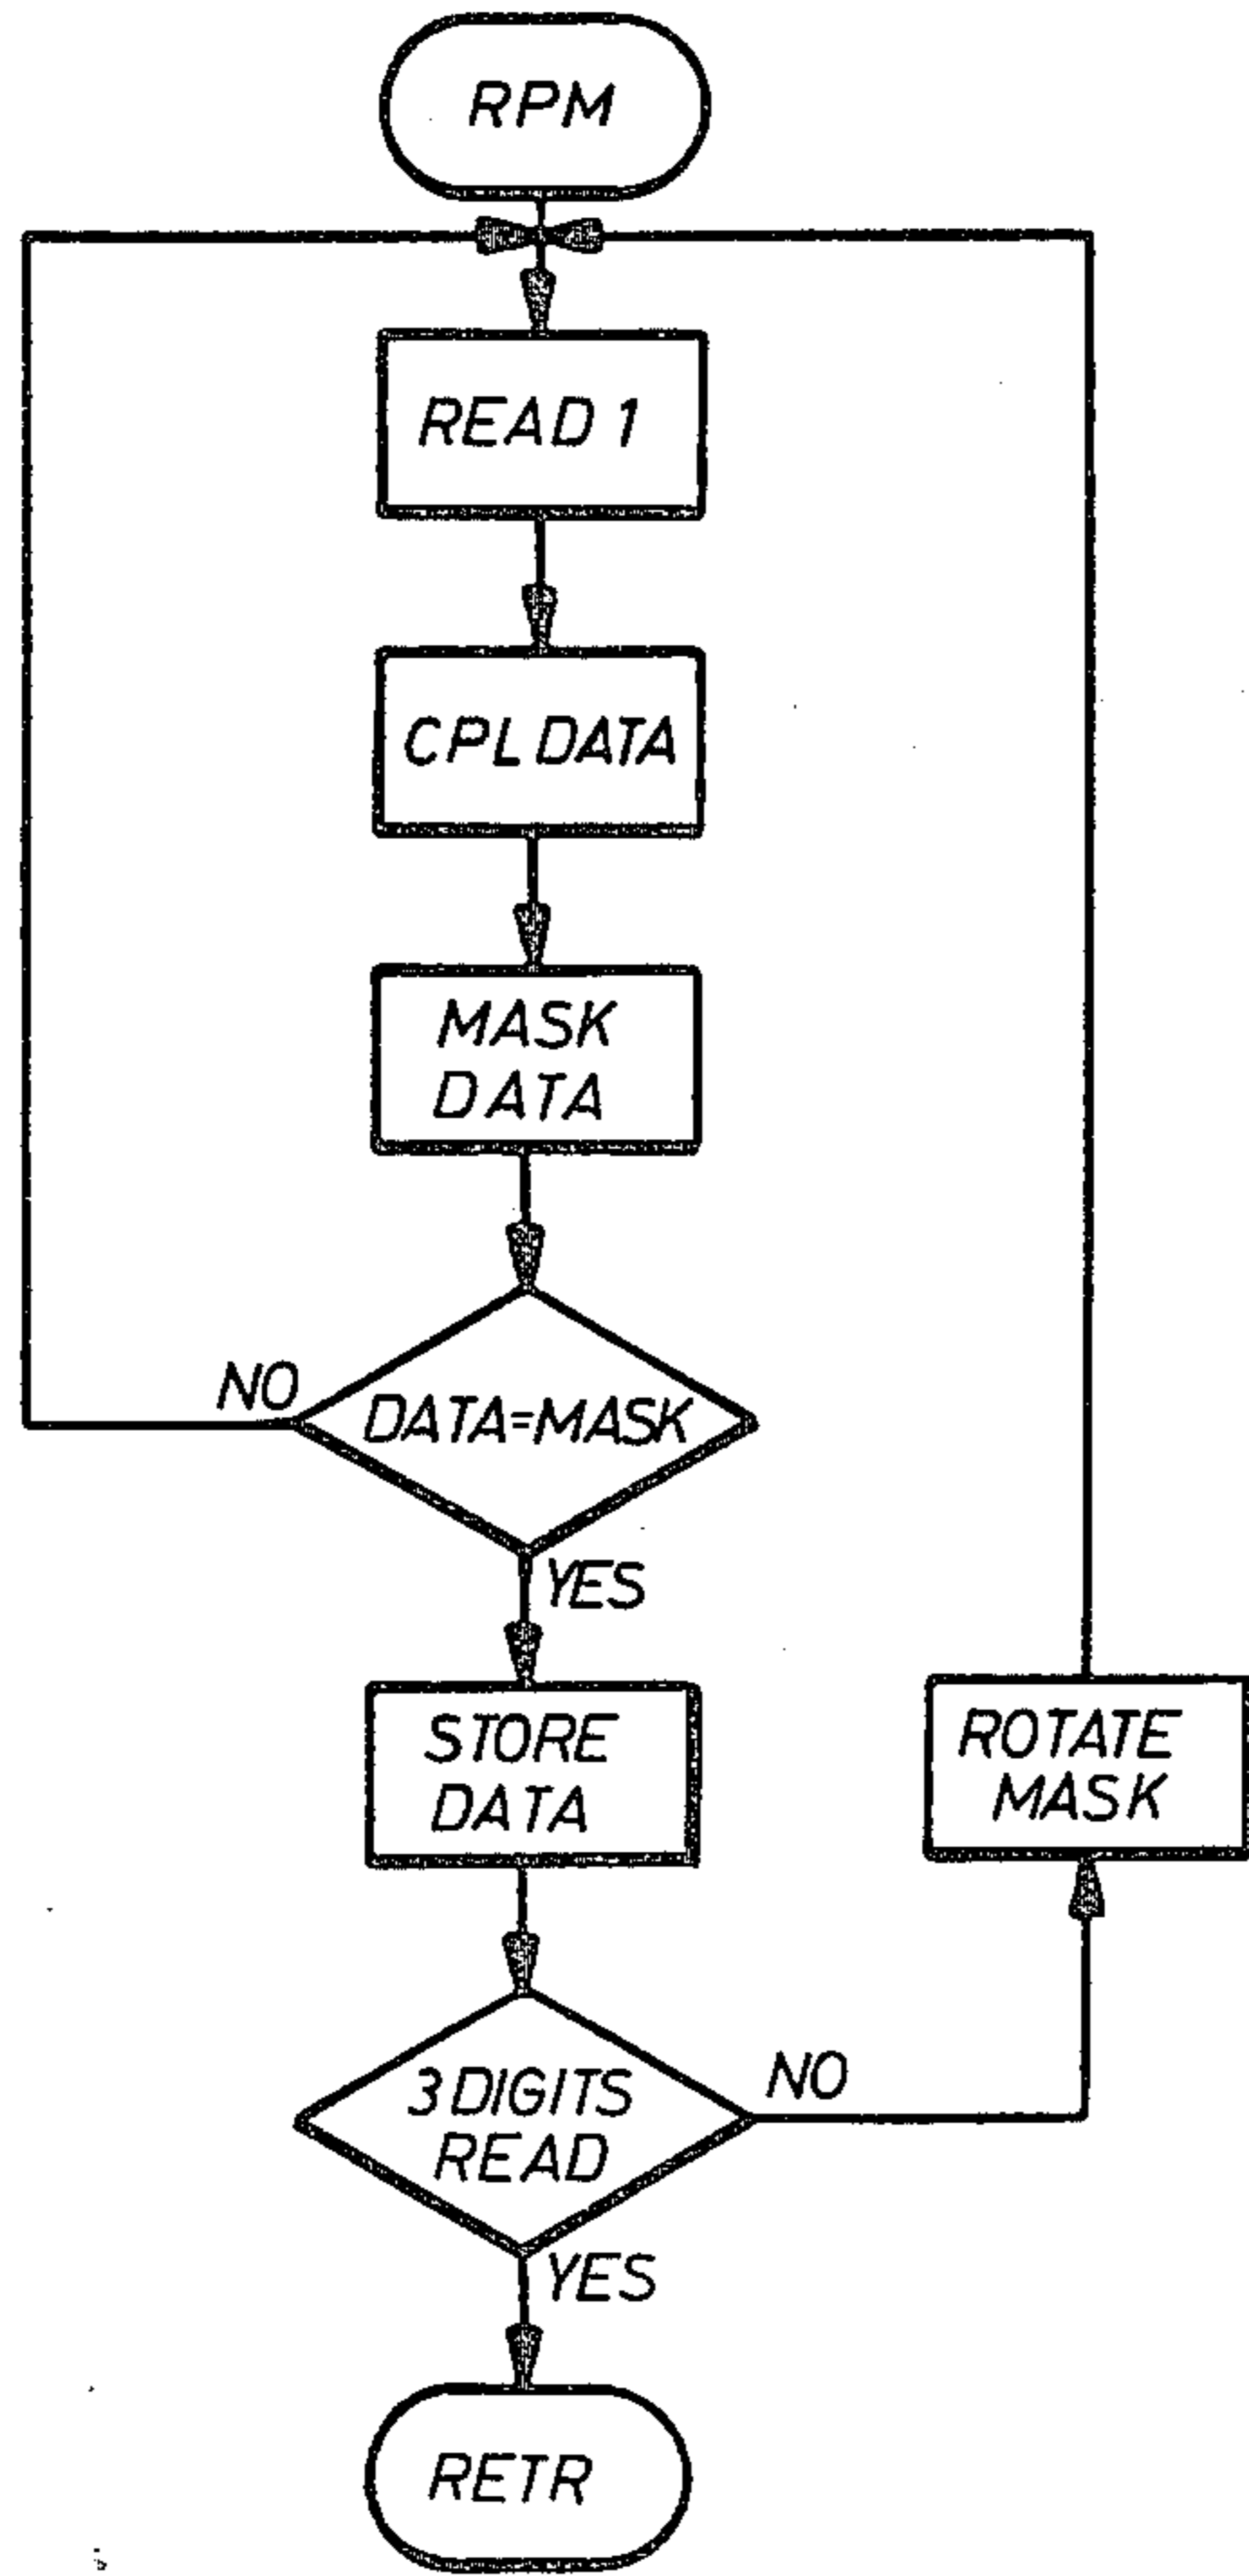 RPM
READ 1
CPL DATA
MASK
DATA
NO
DATA=MASK
YES
STORE
DATA
ROTATE
MASK
3 DIGITS
READ
NO
YES
RETR